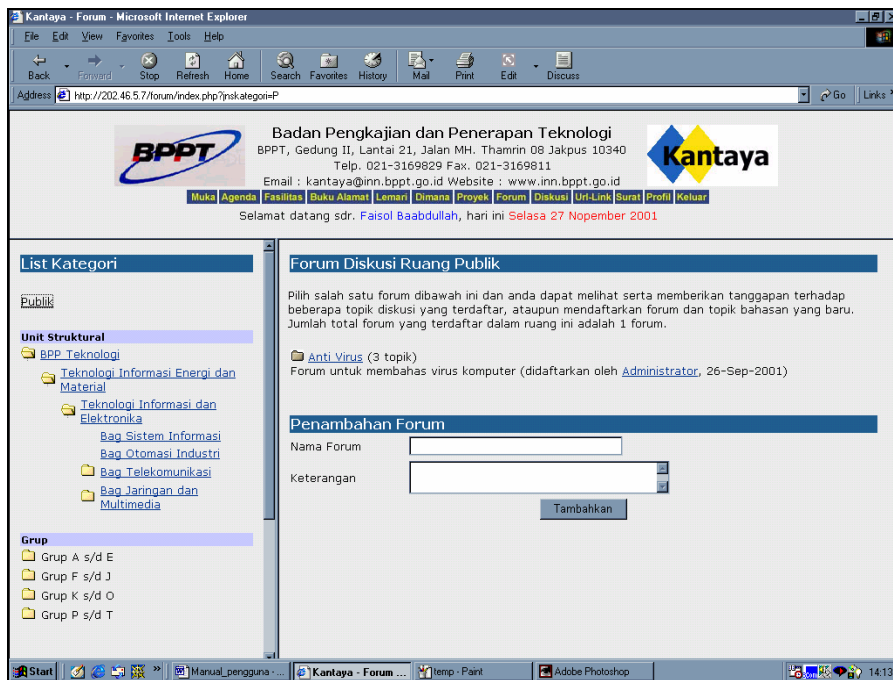 Kantaya - Forum - Microsoft Internet Explorer
File Edit View Favorites Tools Help
Back Forward Stop Refresh Home Search Favorites History Mail Print Edit Discuss
Address http://202.46.5.7/forum/index.php?jnskategori=P Go Links
BPPT
Badan Pengkajian dan Penerapan Teknologi
BPPT, Gedung II, Lantai 21, Jalan MH. Thamrin 08 Jakpus 10340
Telp. 021-3169829 Fax. 021-3169811
Email : kantaya@inn.bppt.go.id Website : www.inn.bppt.go.id
Kantaya
Muka Agenda Fasilitas Buku Alamat Lemari Dimana Proyek Forum Diskusi Url-Link Surat Profil Keluar
Selamat datang sdr. Faisol Baabdullah, hari ini Selasa 27 Nopember 2001
List Kategori
Publik
Unit Struktural
BPP Teknologi
Teknologi Informasi Energi dan
Material
Teknologi Informasi dan
Elektronika
Bag Sistem Informasi
Bag Otomasi Industri
Bag Telekomunikasi
Bag Jaringan dan
Multimedia
Grup
Grup A s/d E
Grup F s/d J
Grup K s/d O
Grup P s/d T
Forum Diskusi Ruang Publik
Pilih salah satu forum dibawah ini dan anda dapat melihat serta memberikan tanggapan terhadap
beberapa topik diskusi yang terdaftar, ataupun mendaftarkan forum dan topik bahasan yang baru.
Jumlah total forum yang terdaftar dalam ruang ini adalah 1 forum.
Anti Virus (3 topik)
Forum untuk membahas virus komputer (didaftarkan oleh Administrator, 26-Sep-2001)
Penambahan Forum
Nama Forum
Keterangan
Tambahkan
Start » Manual_pengguna - ... Kantaya - Forum ... temp - Paint Adobe Photoshop 14:13